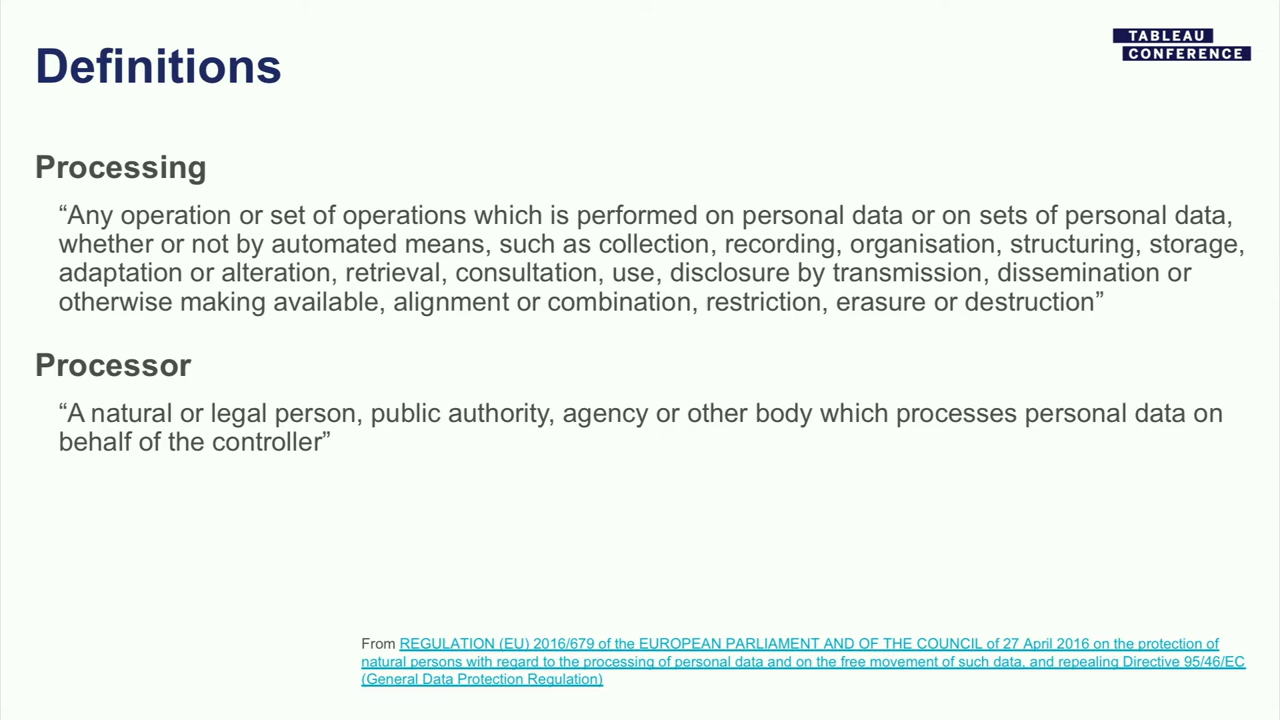 Definitions
TABLEAU
CONFERENCE
Processing
“Any operation or set of operations which is performed on personal data or on sets of personal data,
whether or not by automated means, such as collection, recording, organisation, structuring, storage,
adaptation or alteration, retrieval, consultation, use, disclosure by transmission, dissemination or
otherwise making available, alignment or combination, restriction, erasure or destruction”
Processor
“A natural or legal person, public authority, agency or other body which processes personal data on
behalf of the controller”
From REGULATION (EU) 2016/679 of the EUROPEAN PARLIAMENT AND OF THE COUNCIL of 27 April 2016 on the protection of
natural persons with regard to the processing of personal data and on the free movement of such data, and repealing Directive 95/46/EC
(General Data Protection Regulation)